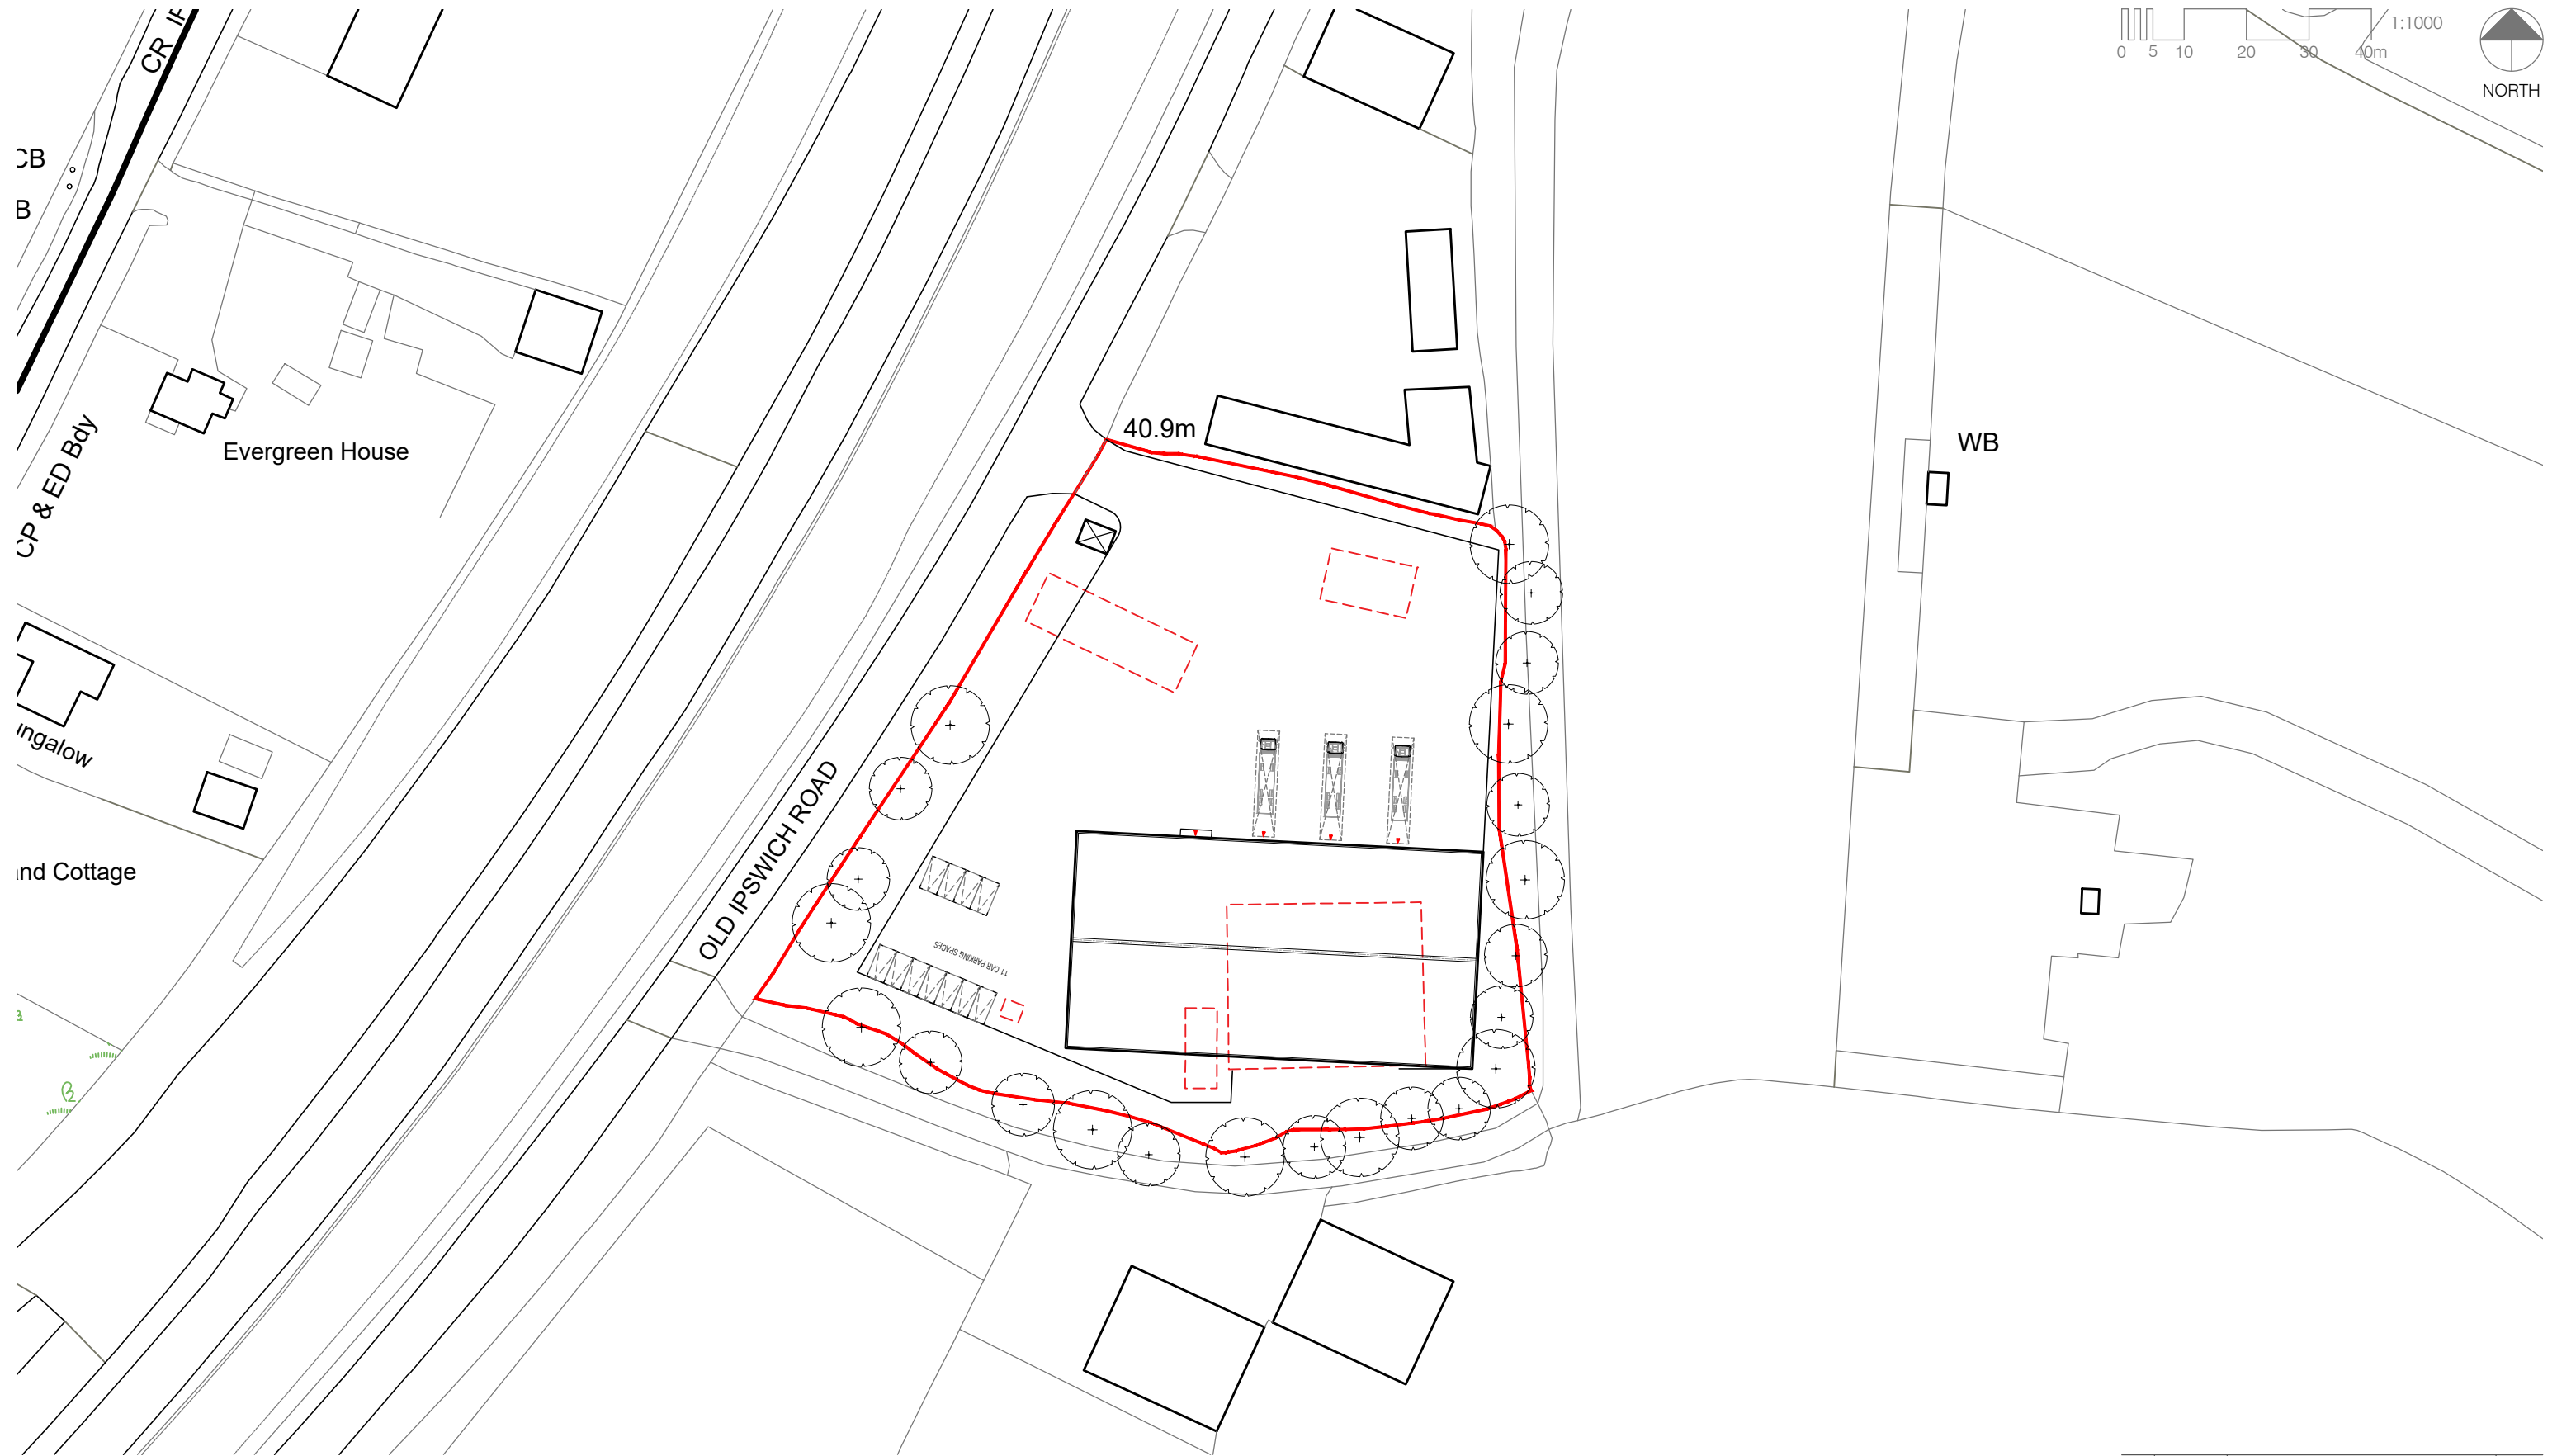 CR
1:1000
0 5 10 20 30 40m
NORTH
CB
B
40.9m
WB
Evergreen House
CP & ED Bdy
ungalow
OLD IPSWICH ROAD
nd Cottage
11 CAR PARKING SPACES